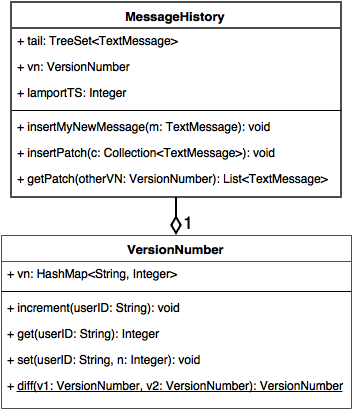 MessageHistory
+ tail: TreeSet<TextMessage>
+ vn: VersionNumber
+ lamportTS: Integer
+ insertMyNewMessage(m: TextMessage): void
+ insertPatch(c: Collection<TextMessage>): void
+ getPatch(otherVN: VersionNumber): List<TextMessage>
1
VersionNumber
+ vn: HashMap<String, Integer>
+ increment(userID: String): void
+ get(userID: String): Integer
+ set(userID: String, n: Integer): void
+ diff(v1: VersionNumber, v2: VersionNumber): VersionNumber